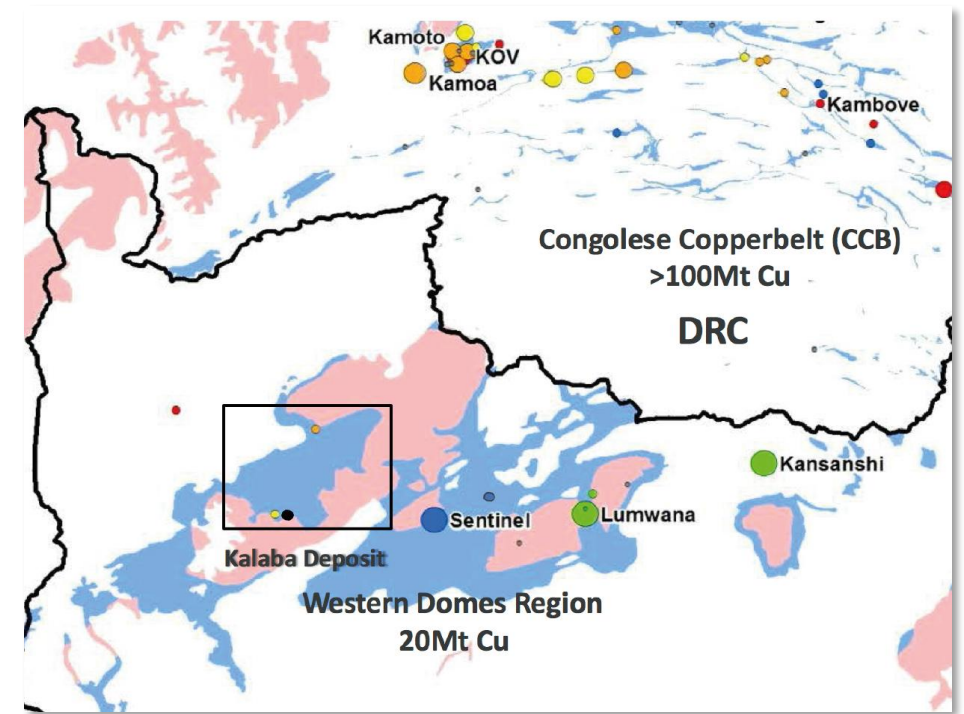 Kamoto
KOV
Kamoa
Kambove
Congolese Copperbelt (CCB)
>100Mt Cu
DRC
Kansanshi
Sentinel
Lumwana
Kalaba Deposit
Western Domes Region
20Mt Cu